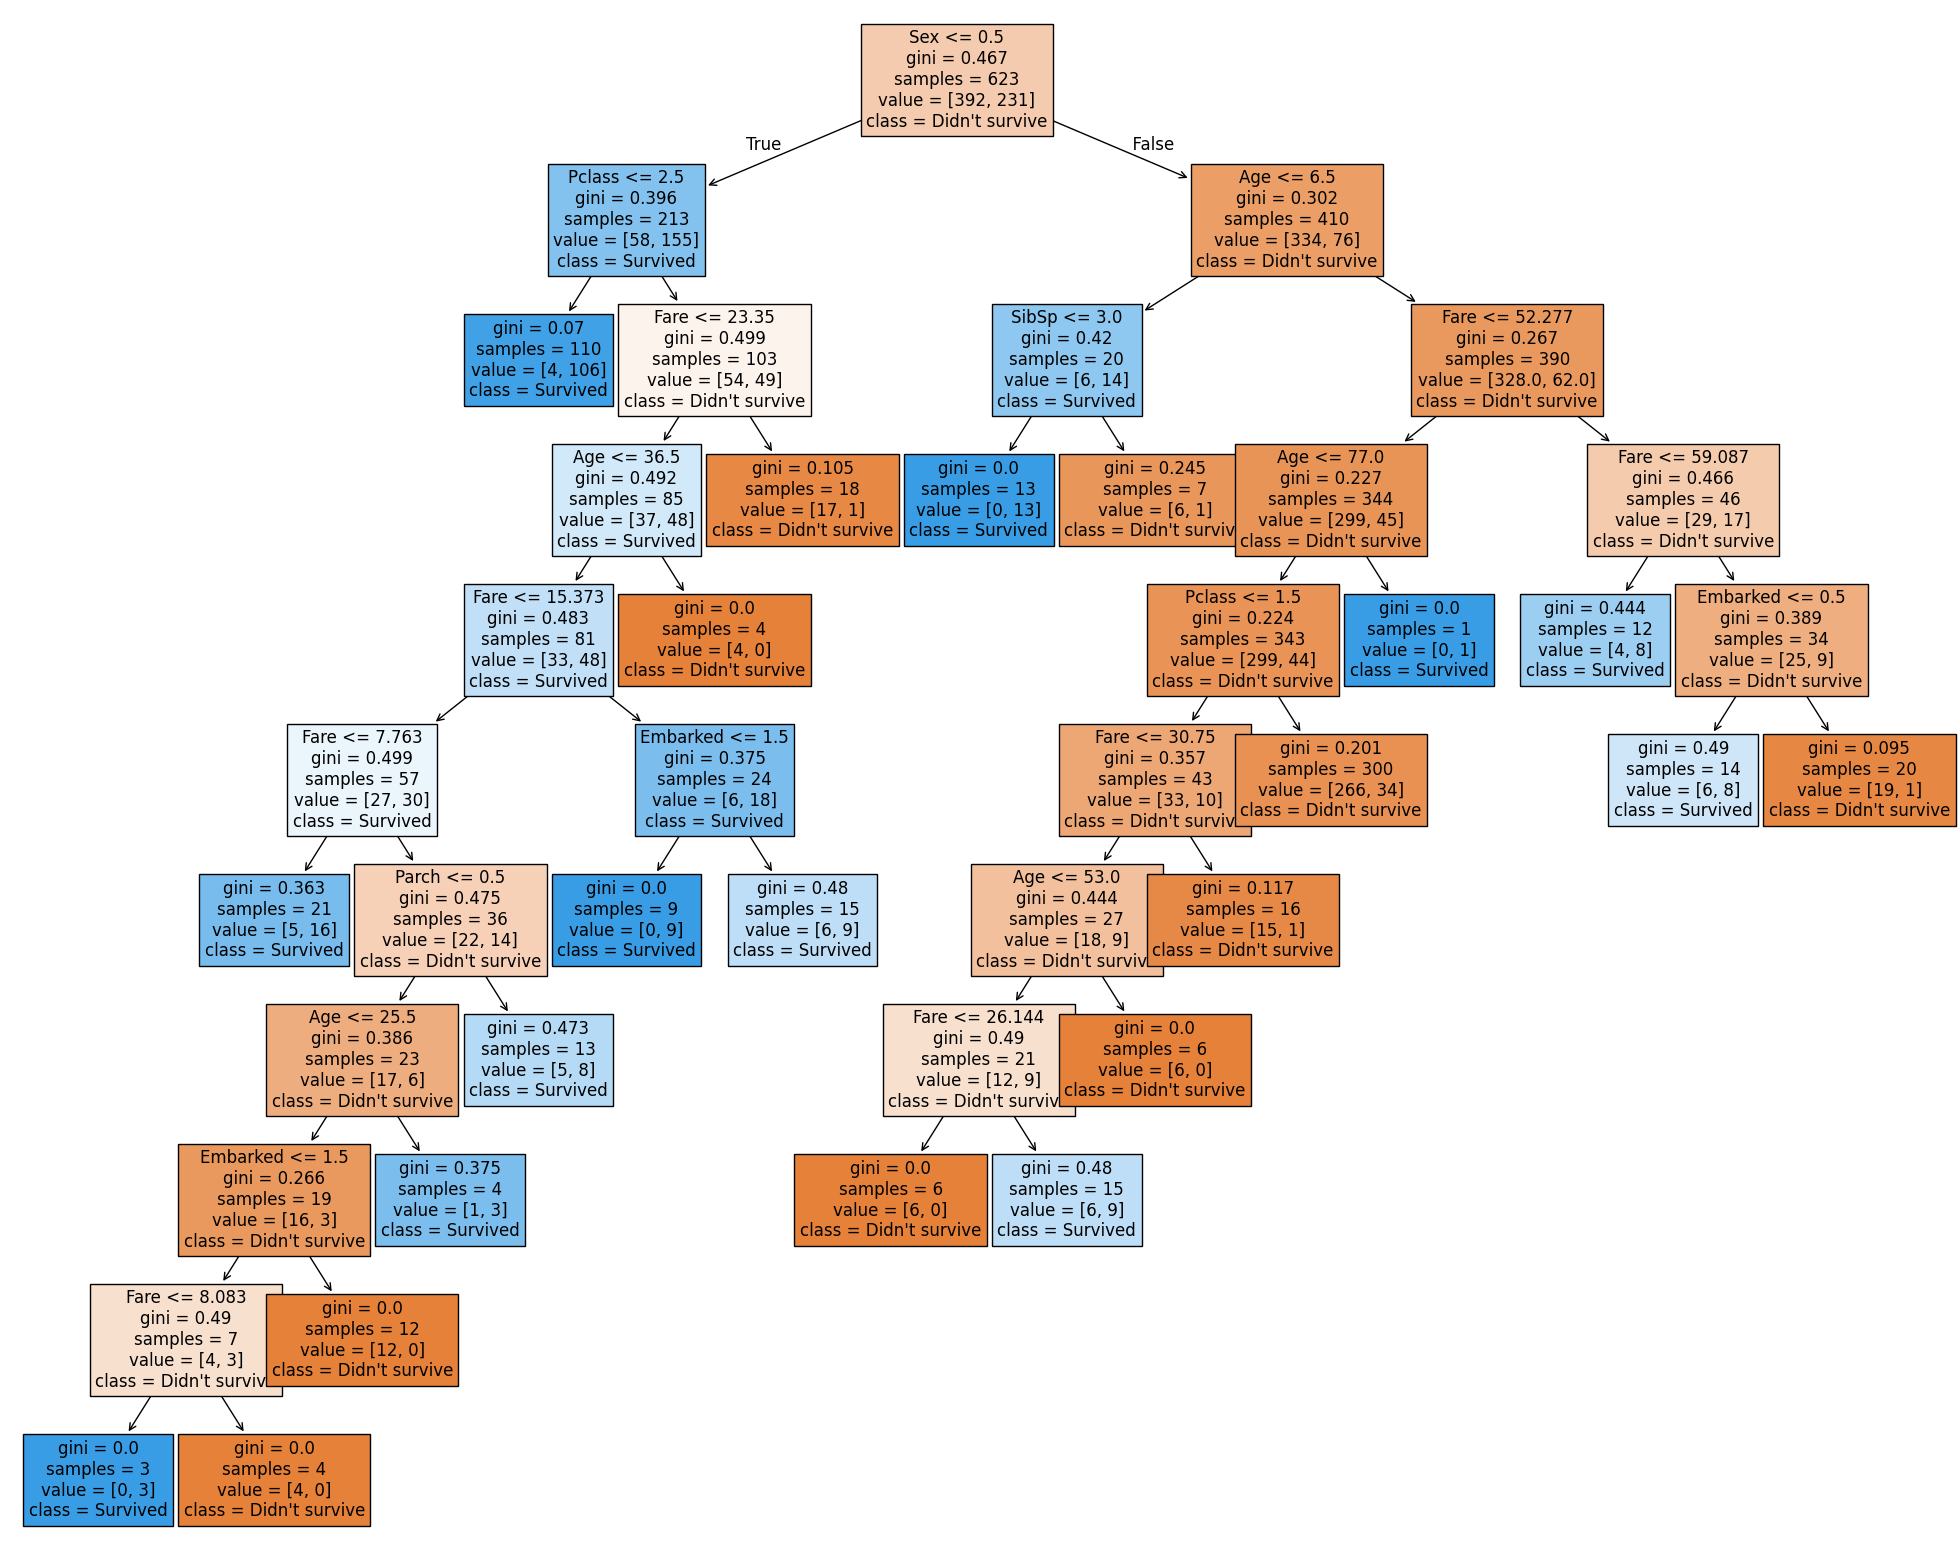 Sex <= 0.5
gini = 0.467
samples = 623
value = [392, 231]
class = Didn't survive
True
False
Pclass <= 2.5
gini = 0.396
samples = 213
value = [58, 155]
class = Survived
Age <= 6.5
gini = 0.302
samples = 410
value = [334, 76]
class = Didn't survive
gini = 0.07
samples = 110
value = [4, 106]
class = Survived
Fare <= 23.35
gini = 0.499
samples = 103
value = [54, 49]
class = Didn't survive
SibSp <= 3.0
gini = 0.42
samples = 20
value = [6, 14]
class = Survived
Fare <= 52.277
gini = 0.267
samples = 390
value = [328.0, 62.0]
class = Didn't survive
Age <= 36.5
gini = 0.492
samples = 85
value = [37, 48]
class = Survived
gini = 0.105
samples = 18
value = [17, 1]
class = Didn't survive
gini = 0.0
samples = 13
value = [0, 13]
class = Survived
gini = 0.245
samples = 7
value = [6, 1]
class = Didn't surviv
Age <= 77.0
gini = 0.227
samples = 344
value = [299, 45]
class = Didn't survive
Fare <= 59.087
gini = 0.466
samples = 46
value = [29, 17]
class = Didn't survive
Fare <= 15.373
gini = 0.483
samples = 81
value = [33, 48]
class = Survived
gini = 0.0
samples = 4
value = [4, 0]
class = Didn't survive
Pclass <= 1.5
gini = 0.224
samples = 343
value = [299, 44]
class = Didn't survive
gini = 0.0
samples = 1
value = [0, 1]
class = Survived
gini = 0.444
samples = 12
value = [4, 8]
class = Survived
Embarked <= 0.5
gini = 0.389
samples = 34
value = [25, 9]
class = Didn't survive
Fare <= 7.763
gini = 0.499
samples = 57
value = [27, 30]
class = Survived
Embarked <= 1.5
gini = 0.375
samples = 24
value = [6, 18]
class = Survived
Fare <= 30.75
gini = 0.357
samples = 43
value = [33, 10]
class = Didn't surviv
gini = 0.201
samples = 300
value = [266, 34]
class = Didn't survive
gini = 0.49
samples = 14
value = [6, 8]
class = Survived
gini = 0.095
samples = 20
value = [19, 1]
class = Didn't survive
gini = 0.363
samples = 21
value = [5, 16]
class = Survived
Parch <= 0.5
gini = 0.475
samples = 36
value = [22, 14]
class = Didn't survive
gini = 0.0
samples = 9
value = [0, 9]
class = Survived
gini = 0.48
samples = 15
value = [6, 9]
class = Survived
Age <= 53.0
gini = 0.444
samples = 27
value = [18, 9]
class = Didn't surviv
gini = 0.117
samples = 16
value = [15, 1]
class = Didn't survive
Age <= 25.5
gini = 0.386
samples = 23
value = [17, 6]
class = Didn't survive
gini = 0.473
samples = 13
value = [5, 8]
class = Survived
Fare <= 26.144
gini = 0.49
samples = 21
value = [12, 9]
class = Didn't surviv
gini = 0.0
samples = 6
value = [6, 0]
class = Didn't survive
Embarked <= 1.5
gini = 0.266
samples = 19
value = [16, 3]
class = Didn't survive
gini = 0.375
samples = 4
value = [1, 3]
class = Survived
gini = 0.0
samples = 6
value = [6, 0]
class = Didn't survive
gini = 0.48
samples = 15
value = [6, 9]
class = Survived
Fare <= 8.083
gini = 0.49
samples = 7
value = [4, 3]
class = Didn't surviv
gini = 0.0
samples = 12
value = [12, 0]
class = Didn't survive
gini = 0.0
samples = 3
value = [0, 3]
class = Survived
gini = 0.0
samples = 4
value = [4, 0]
class = Didn't survive